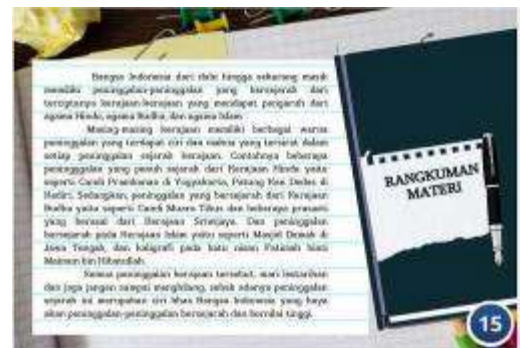 Bangsa Indonesia dari dulu hingga sekarang masih
memiliki peninggalan-peninggalan yang bersejarah dari
terciptanya kerajaan-kerajaan yang mendapat pengaruh dari
agama Hindu, agama Budha, dan agama Islam
Masing-masing kerajaan memiliki berbagai warna
peninggalan yang terdapat ciri dan makna yang tersirat dalam
setiap peninggalan sejarah kerajaan. Contohnya beberapa
peninggalan yang penuh sejarah dari Kerajaan Hindu yaitu
seperti Candi Prambanan di Yogyakarta, Patung Ken Dedes di
Kediri, Sedangkan, peninggalan yang bersejarah dari Kerajaan
Budha yaitu seperti Candi Muara Tikus dan beberapa prasasti
yang berasal dari Kerajaan Sriwijaya. Dan peninggalan
bersejarah pada Kerajaan Islam yaitu seperti Masjid Demak di
Jawa Tengah, dan kaligrafi pada batu nisan Fatimah binti
Maimun bin
Semua peninggalan kerajaan tersebut, mari lestarikan
dan jaga jangan sampai menghilang, sebab adanya peninggalan
sejarah ini merupakan ciri khas Bangsa Indonesia yang kaya
akan peninggalan-peninggalan bersejarah dan bernilai tinggi.
RANGKUMAN
MATERI
15